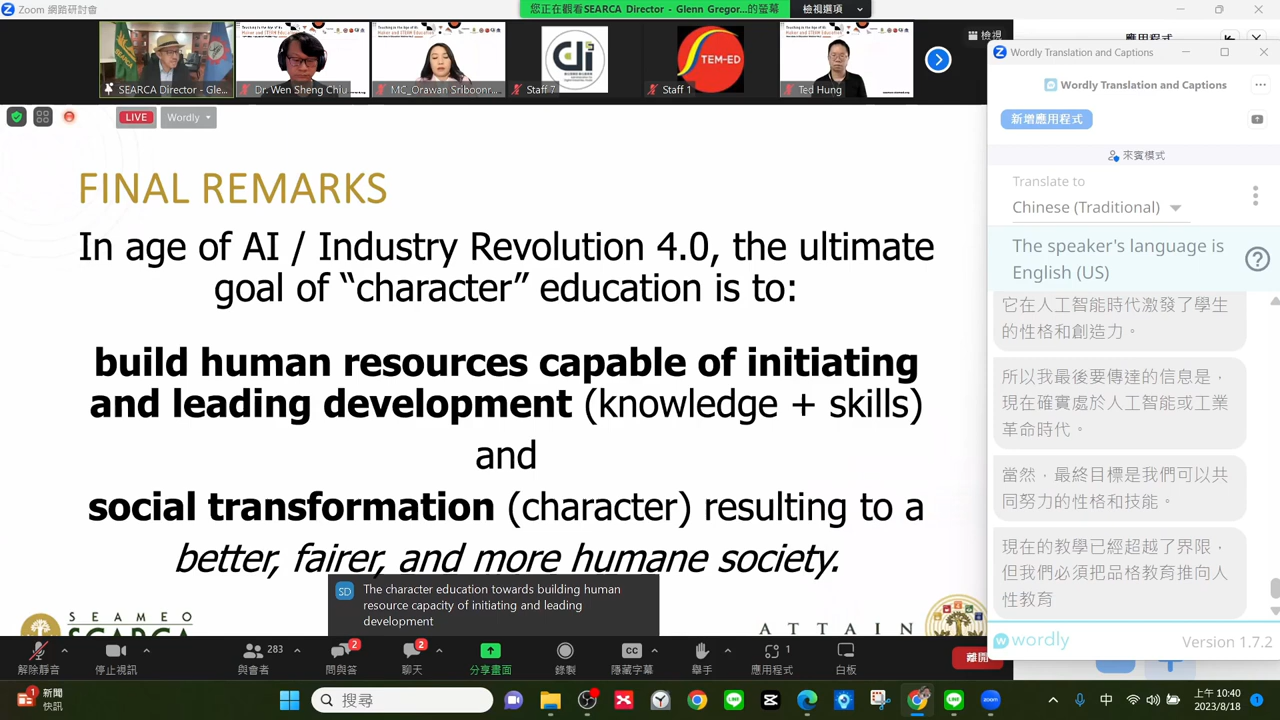 Zoom 網路研討會
您正在觀看SEARCA Director - Glenn Gregor...的螢幕
檢視選項
SEARCA Director - Gle...
Dr. Wen Sheng Chiu
MC_Orawan Sriboonr...
Staff 7
TEM-ED
Staff 1
Ted Hung
檢視
LIVE
Wordly
FINAL REMARKS
In age of AI / Industry Revolution 4.0, the ultimate
goal of “character” education is to:
build human resources capable of initiating
and leading development (knowledge + skills)
and
social transformation (character) resulting to a
better, fairer, and more humane society.
SD
The character education towards building human
resource capacity of initiating and leading
development
SEAMEO
SEARCA
ATTAIN
Wordly Translation and Captions
Wordly Translation and Captions
新增應用程式
來賓模式
Translate to
Chinese (Traditional)
The speaker's language is
English (US)
它在人工智能時代激發了學生
的性格和創造力。
所以我最後要傳達的信息是，
現在確實處於人工智能或工業
革命時代。
當然，最終目標是我們可以共
同努力的性格和技能。
現在的教學已經超越了界限，
性教育
wordly
Version 1.7.2
解除靜音
停止視訊
283
與會者
2
問與答
2
聊天
分享畫面
錄製
CC
隱藏字幕
舉手
1
應用程式
白板
離開
1
新聞
快訊
搜尋
zoom
中
上午 10:40
2023/8/18
1